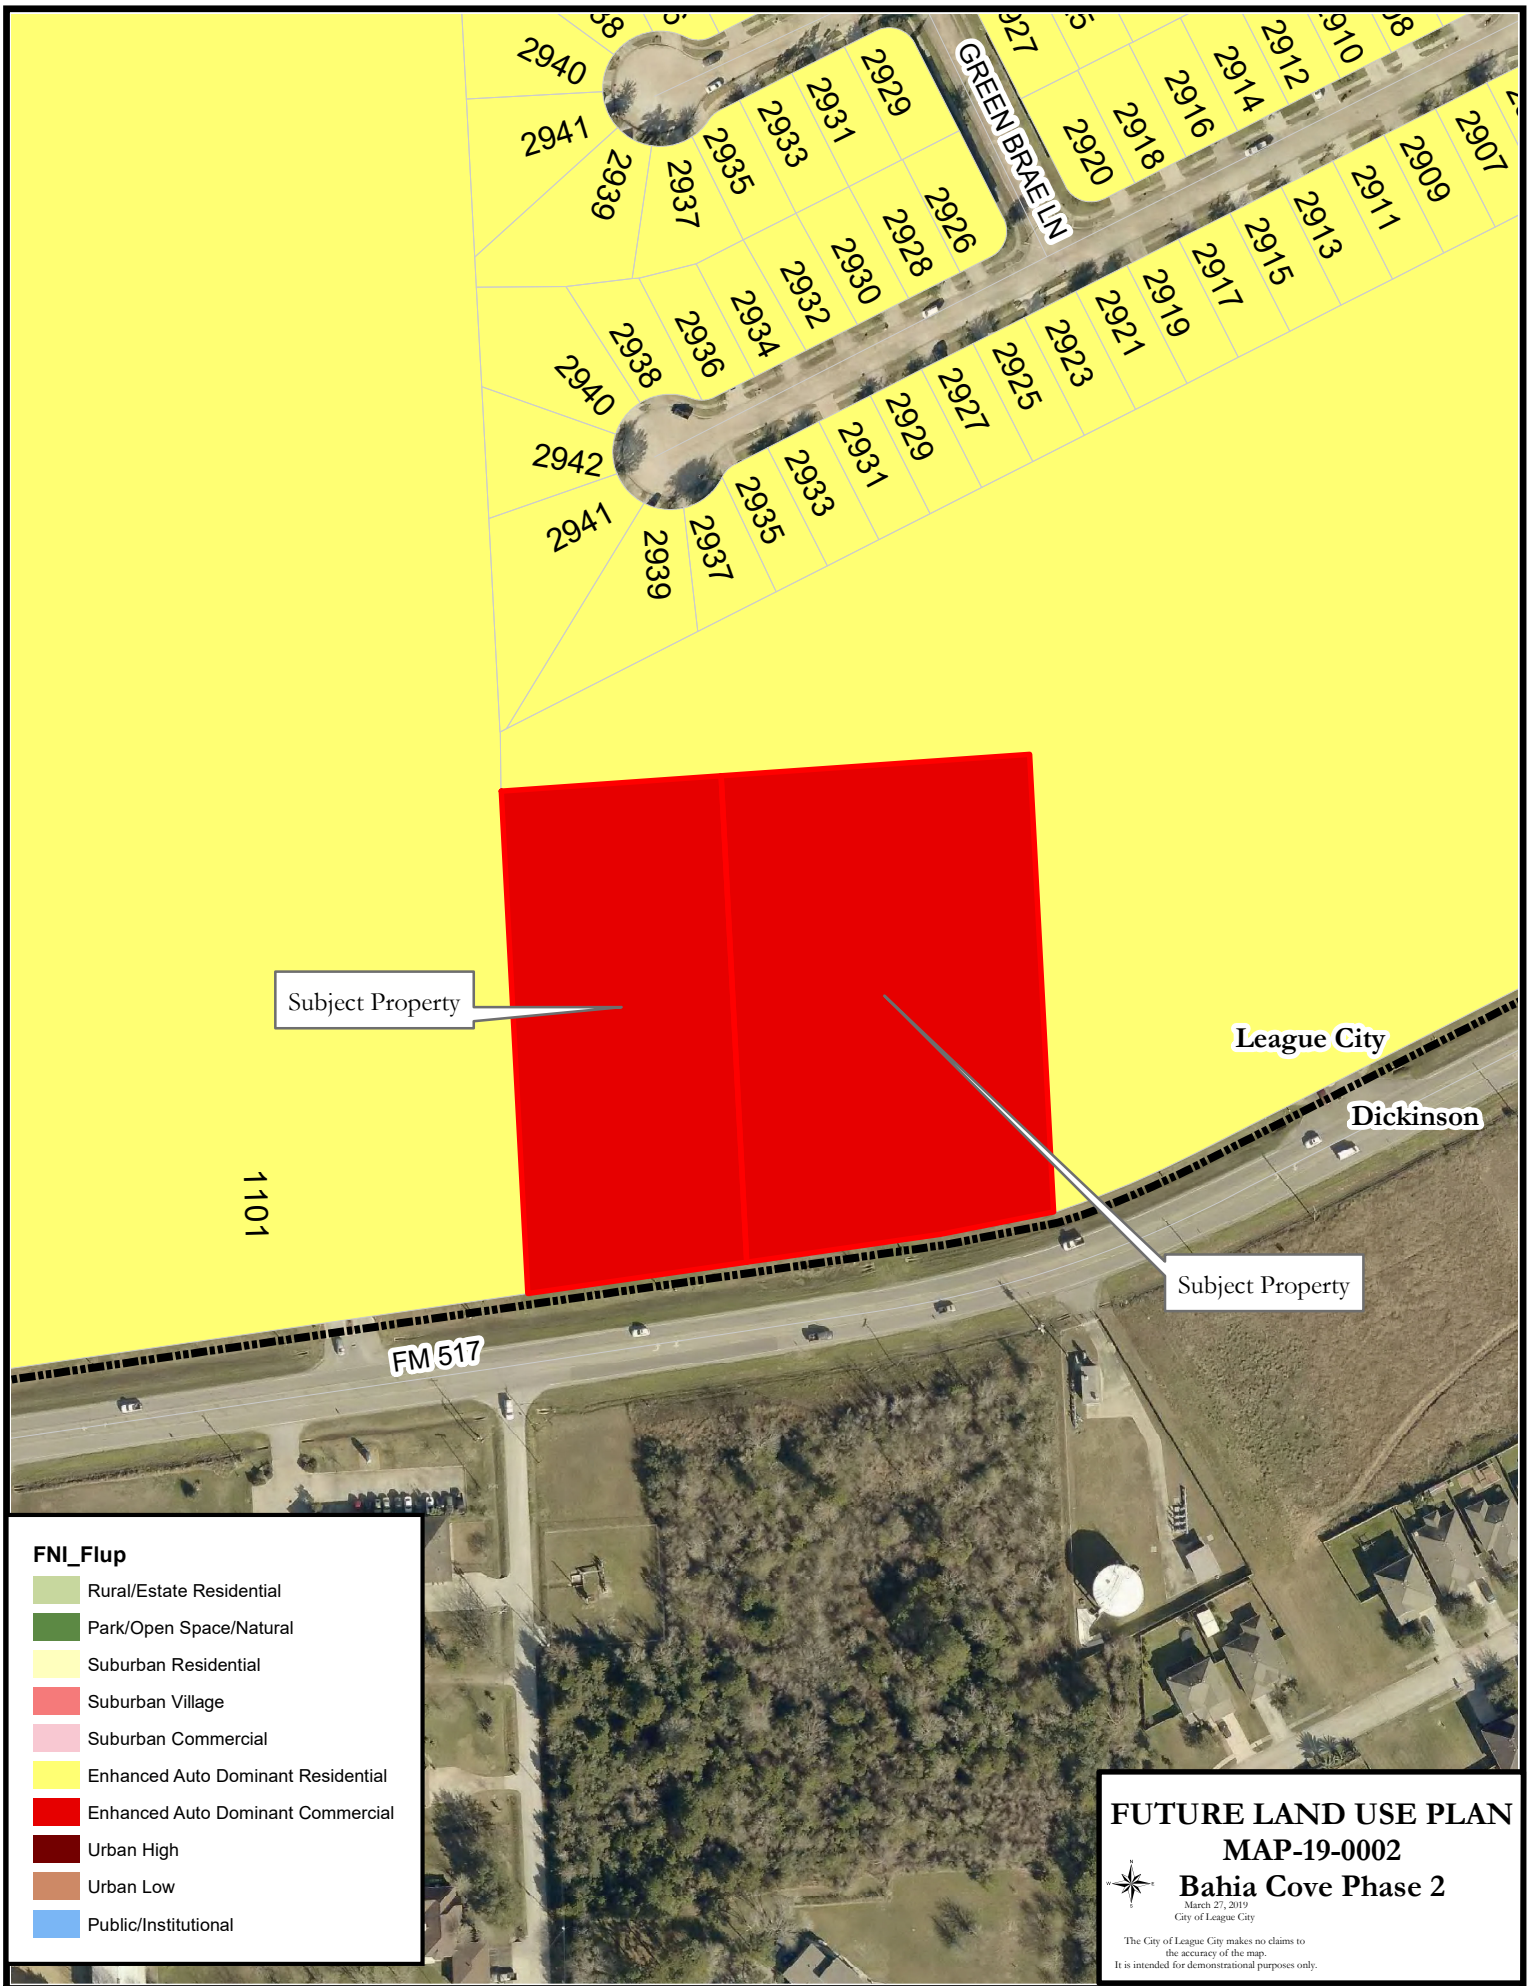 2940
2941
2939
2937
2935
2933
2931
2929
GREEN BRAE LN
2920
2918
2916
2914
2912
2910
2907
2909
2911
2913
2915
2917
2919
2921
2923
2925
2927
2929
2931
2933
2935
2937
2939
2941
2942
2940
2938
2936
2934
2932
2930
2928
2926
Subject Property
League City
Dickinson
1101
Subject Property
FM 517
FNI_Flup
Rural/Estate Residential
Park/Open Space/Natural
Suburban Residential
Suburban Village
Suburban Commercial
Enhanced Auto Dominant Residential
Enhanced Auto Dominant Commercial
Urban High
Urban Low
Public/Institutional
FUTURE LAND USE PLAN
MAP-19-0002
Bahia Cove Phase 2
N
W
E
S
March 27, 2019
City of League City
The City of League City makes no claims to
the accuracy of the map.
It is intended for demonstrational purposes only.